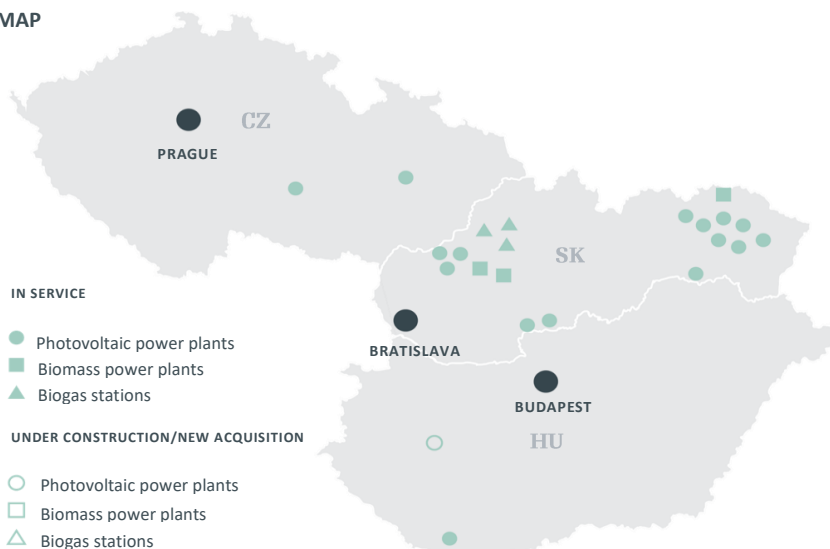 MAP
CZ
PRAGUE
SK
IN SERVICE
Photovoltaic power plants
Biomass power plants
Biogas stations
BRATISLAVA
BUDAPEST
HU
UNDER CONSTRUCTION/NEW ACQUISITION
Photovoltaic power plants
Biomass power plants
Biogas stations